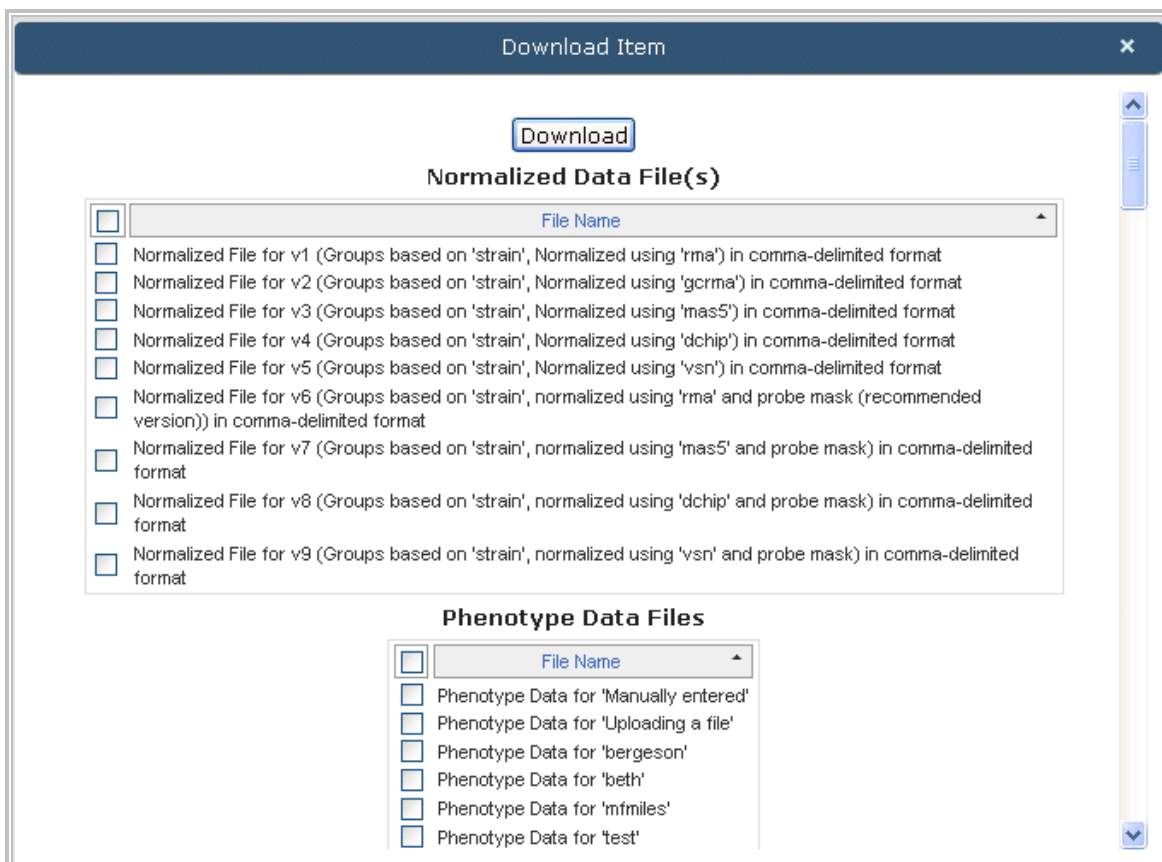 Download Item
×
Download
Normalized Data File(s)
File Name
Normalized File for v1 (Groups based on 'strain', Normalized using 'rma') in comma-delimited format
Normalized File for v2 (Groups based on 'strain', Normalized using 'gcrma') in comma-delimited format
Normalized File for v3 (Groups based on 'strain', Normalized using 'mas5') in comma-delimited format
Normalized File for v4 (Groups based on 'strain', Normalized using 'dchip') in comma-delimited format
Normalized File for v5 (Groups based on 'strain', Normalized using 'vsn') in comma-delimited format
Normalized File for v6 (Groups based on 'strain', normalized using 'rma' and probe mask (recommended
version)) in comma-delimited format
Normalized File for v7 (Groups based on 'strain', normalized using 'mas5' and probe mask) in comma-delimited
format
Normalized File for v8 (Groups based on 'strain', normalized using 'dchip' and probe mask) in comma-delimited
format
Normalized File for v9 (Groups based on 'strain', normalized using 'vsn' and probe mask) in comma-delimited
format
Phenotype Data Files
File Name
Phenotype Data for 'Manually entered'
Phenotype Data for 'Uploading a file'
Phenotype Data for 'bergeson'
Phenotype Data for 'beth'
Phenotype Data for 'mfmiles'
Phenotype Data for 'test'